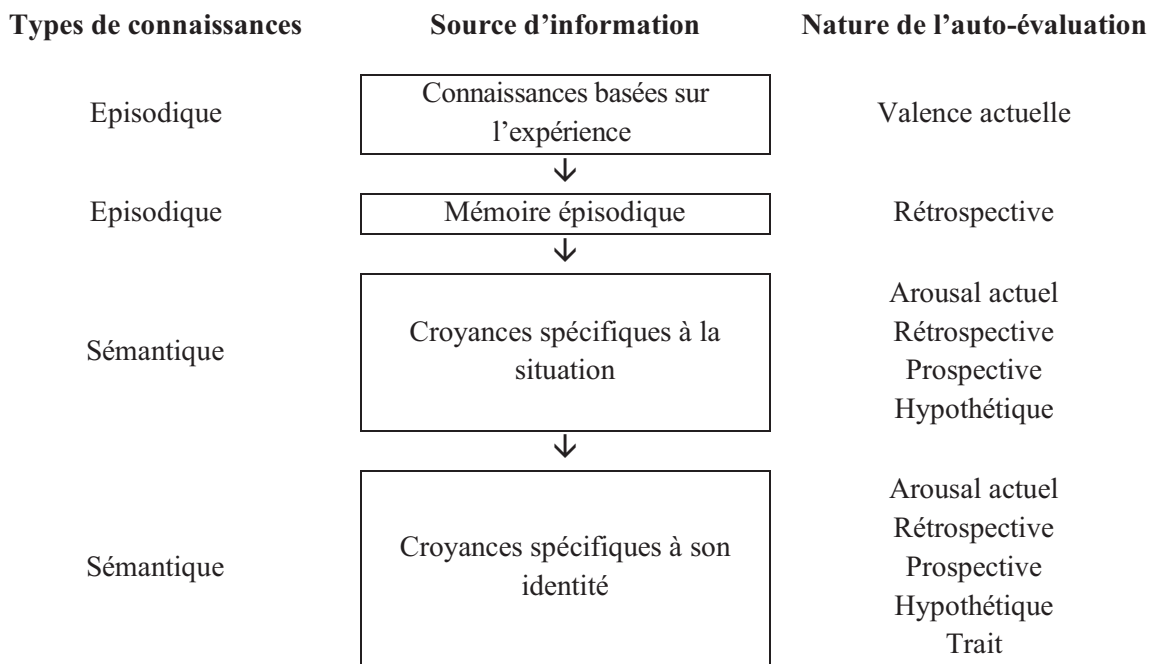 Types de connaissances Source d’information Nature de l’auto-évaluation
Episodique
Connaissances basées sur
l’expérience
Valence actuelle
Episodique
Mémoire épisodique
Rétrospective
Sémantique
Croyances spécifiques à la
situation
Arousal actuel
Rétrospective
Prospective
Hypothétique
Sémantique
Croyances spécifiques à son
identité
Arousal actuel
Rétrospective
Prospective
Hypothétique
Trait